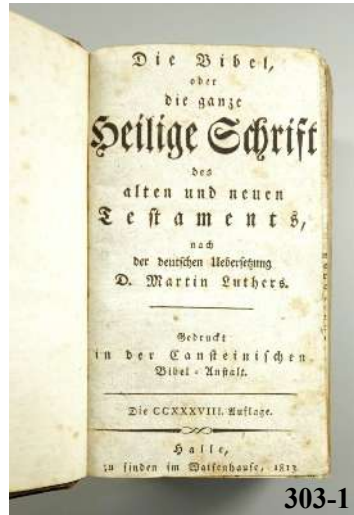 Die Bibel,
oder
die ganze
Heilige Schrift
des
alten und neuen
Testaments,
nach
der deutschen Uebersetzung
D. Martin Luthers.
Gedruckt
in der Cansteinischen
Bibel-Anstalt.
Die CCXXXVIII. Auflage.
Halle,
zu finden im Waisenhause, 1813
303-1